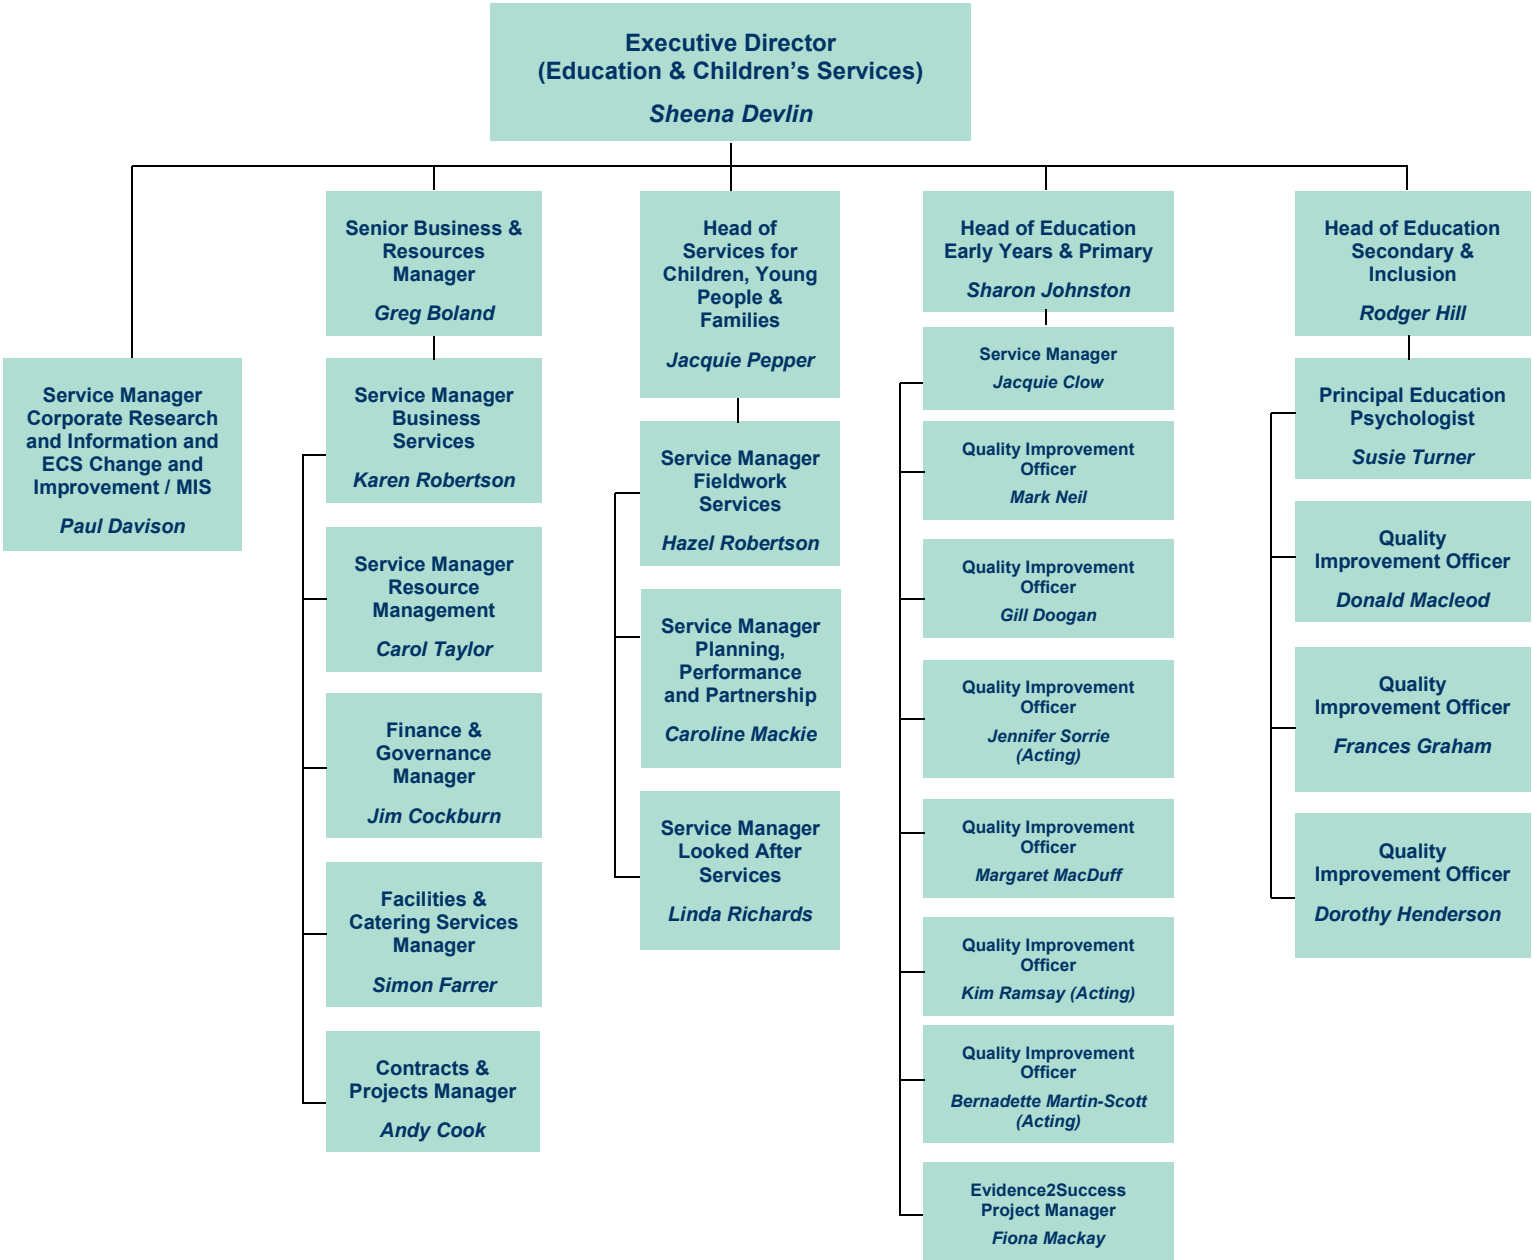 Executive Director
(Education & Children’s Services)
Sheena Devlin
Service Manager
Corporate Research
and Information and
ECS Change and
Improvement / MIS
Paul Davison
Senior Business &
Resources
Manager
Greg Boland
Service Manager
Business
Services
Karen Robertson
Service Manager
Resource
Management
Carol Taylor
Finance &
Governance
Manager
Jim Cockburn
Facilities &
Catering Services
Manager
Simon Farrer
Contracts &
Projects Manager
Andy Cook
Head of
Services for
Children, Young
People &
Families
Jacquie Pepper
Service Manager
Fieldwork
Services
Hazel Robertson
Service Manager
Planning,
Performance
and Partnership
Caroline Mackie
Service Manager
Looked After
Services
Linda Richards
Head of Education
Early Years & Primary
Sharon Johnston
Service Manager
Jacquie Clow
Quality Improvement
Officer
Mark Neil
Quality Improvement
Officer
Gill Doogan
Quality Improvement
Officer
Jennifer Sorrie
(Acting)
Quality Improvement
Officer
Margaret MacDuff
Quality Improvement
Officer
Kim Ramsay (Acting)
Quality Improvement
Officer
Bernadette Martin-Scott
(Acting)
Evidence2Success
Project Manager
Fiona Mackay
Head of Education
Secondary &
Inclusion
Rodger Hill
Principal Education
Psychologist
Susie Turner
Quality
Improvement Officer
Donald Macleod
Quality
Improvement Officer
Frances Graham
Quality
Improvement Officer
Dorothy Henderson